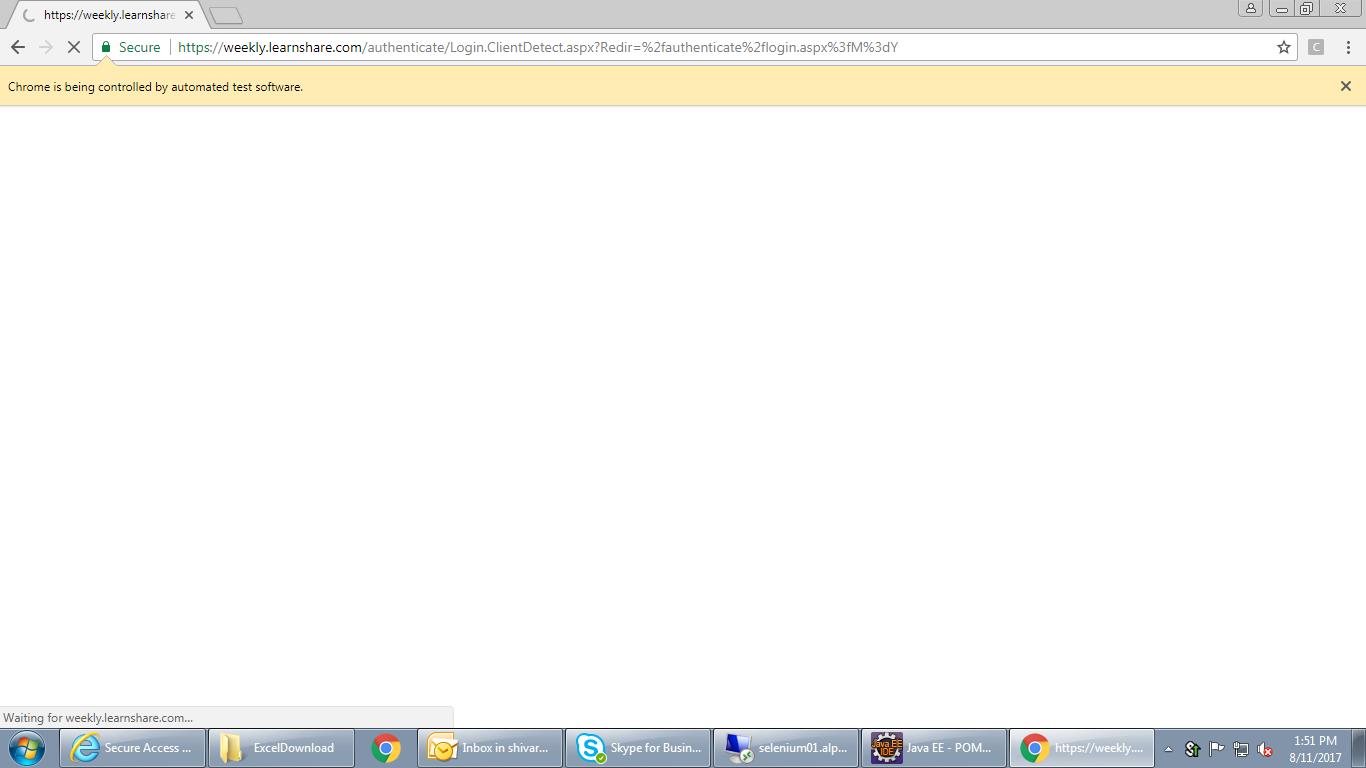 https://weekly.learnshare
Secure
https://weekly.learnshare.com/authenticate/Login.ClientDetect.aspx?Redir=%2fauthenticate%2flogin.aspx%3fM%3dY
C
Chrome is being controlled by automated test software.
Waiting for weekly.learnshare.com...
Secure Access ...
ExcelDownload
Inbox in shivar...
Skype for Busin...
selenium01.alp...
Java EE IDE
Java EE - POM...
https://weekly....
1:51 PM
8/11/2017